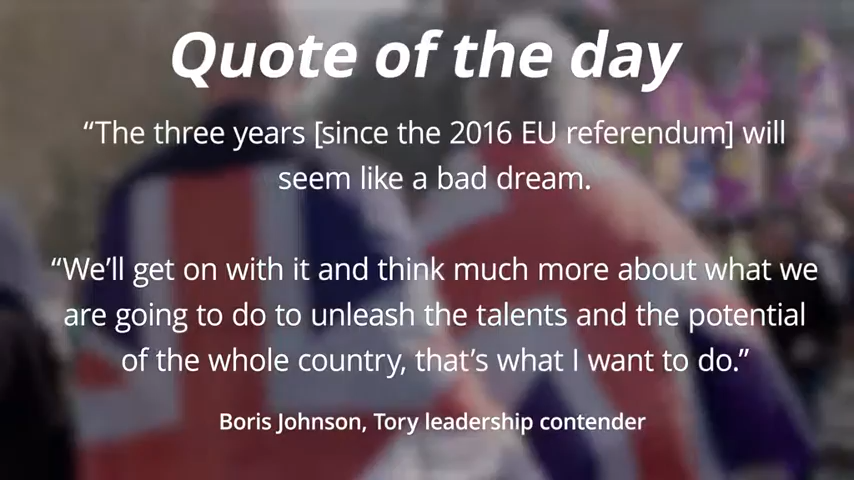 Quote of the day
“The three years [since the 2016 EU referendum] will
seem like a bad dream.
“We’ll get on with it and think much more about what we
are going to do to unleash the talents and the potential
of the whole country, that’s what I want to do.”
Boris Johnson, Tory leadership contender